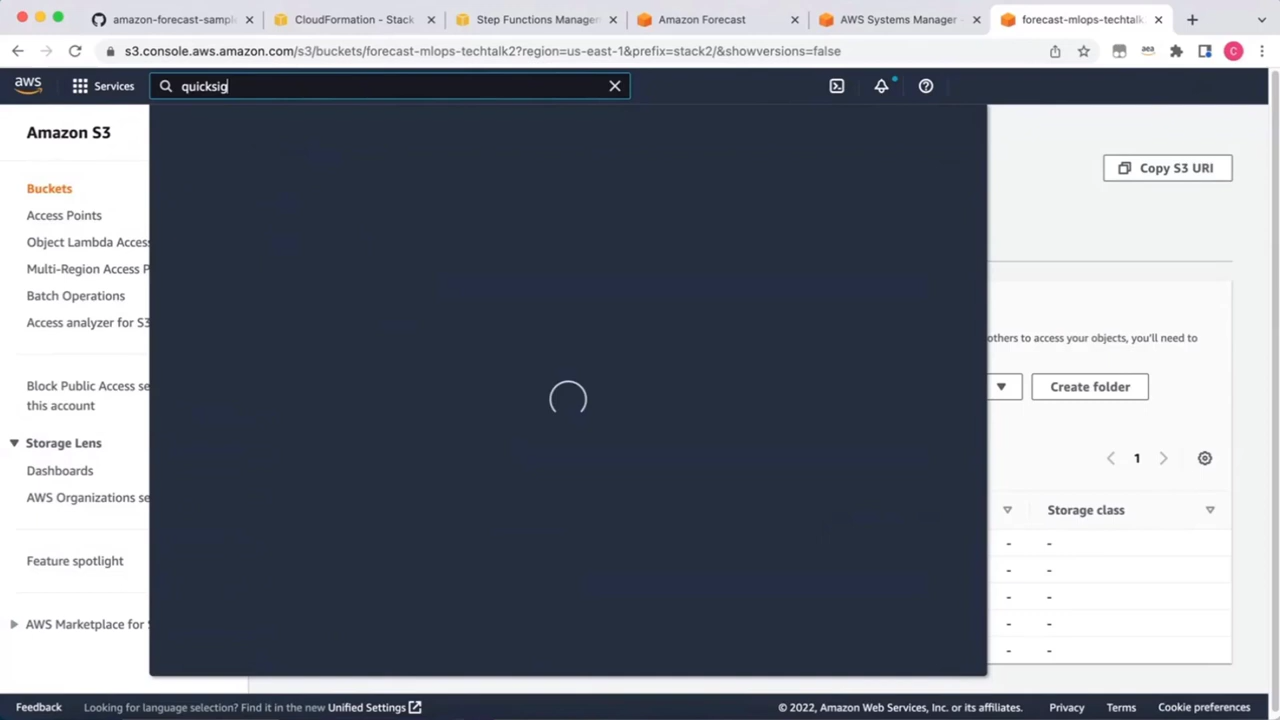 amazon-forecast-sampl
CloudFormation - Stack
Step Functions Manager
Amazon Forecast
AWS Systems Manager -
forecast-mlops-techtalk
s3.console.aws.amazon.com/s3/buckets/forecast-mlops-techtalk2?region=us-east-1&prefix=stack2/&showversions=false
aea
C
aws
Services
quicksig
Amazon S3
Copy S3 URI
Buckets
Access Points
Object Lambda Access
Multi-Region Access P
others to access your objects, you'll need to
Batch Operations
Access analyzer for S3
Create folder
Block Public Access se
this account
Storage Lens
1
Dashboards
AWS Organizations se
Storage class
- -
Feature spotlight
- -
- -
AWS Marketplace for S
- -
- -
Feedback
Looking for language selection? Find it in the new Unified Settings
© 2022, Amazon Web Services, Inc. or its affiliates.
Privacy
Terms
Cookie preferences